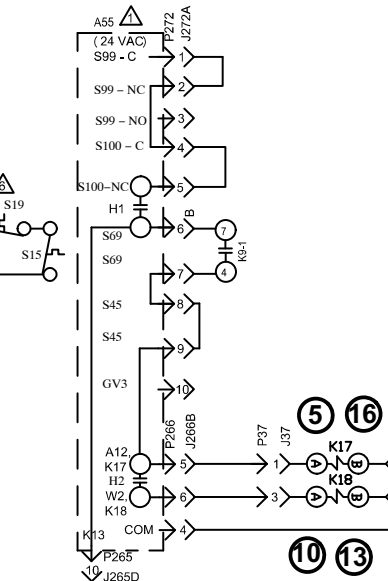 A55
1
( 24 VAC)
P272
J272A
S99 - C
1
S99 – NC
2
S99 – NO
3
S100 – C
4
S100-NC
5
H1
B
6
7
S69
K9-1
S69
7
4
S45
8
S45
9
GV3
10
6
S19
S15
P266
J266B
P37
J37
5
16
A12,
K17
5
1
K17
A
B
H2
W2,
K18
6
3
K18
A
B
COM
4
K13
10
P265
J265D
10
13